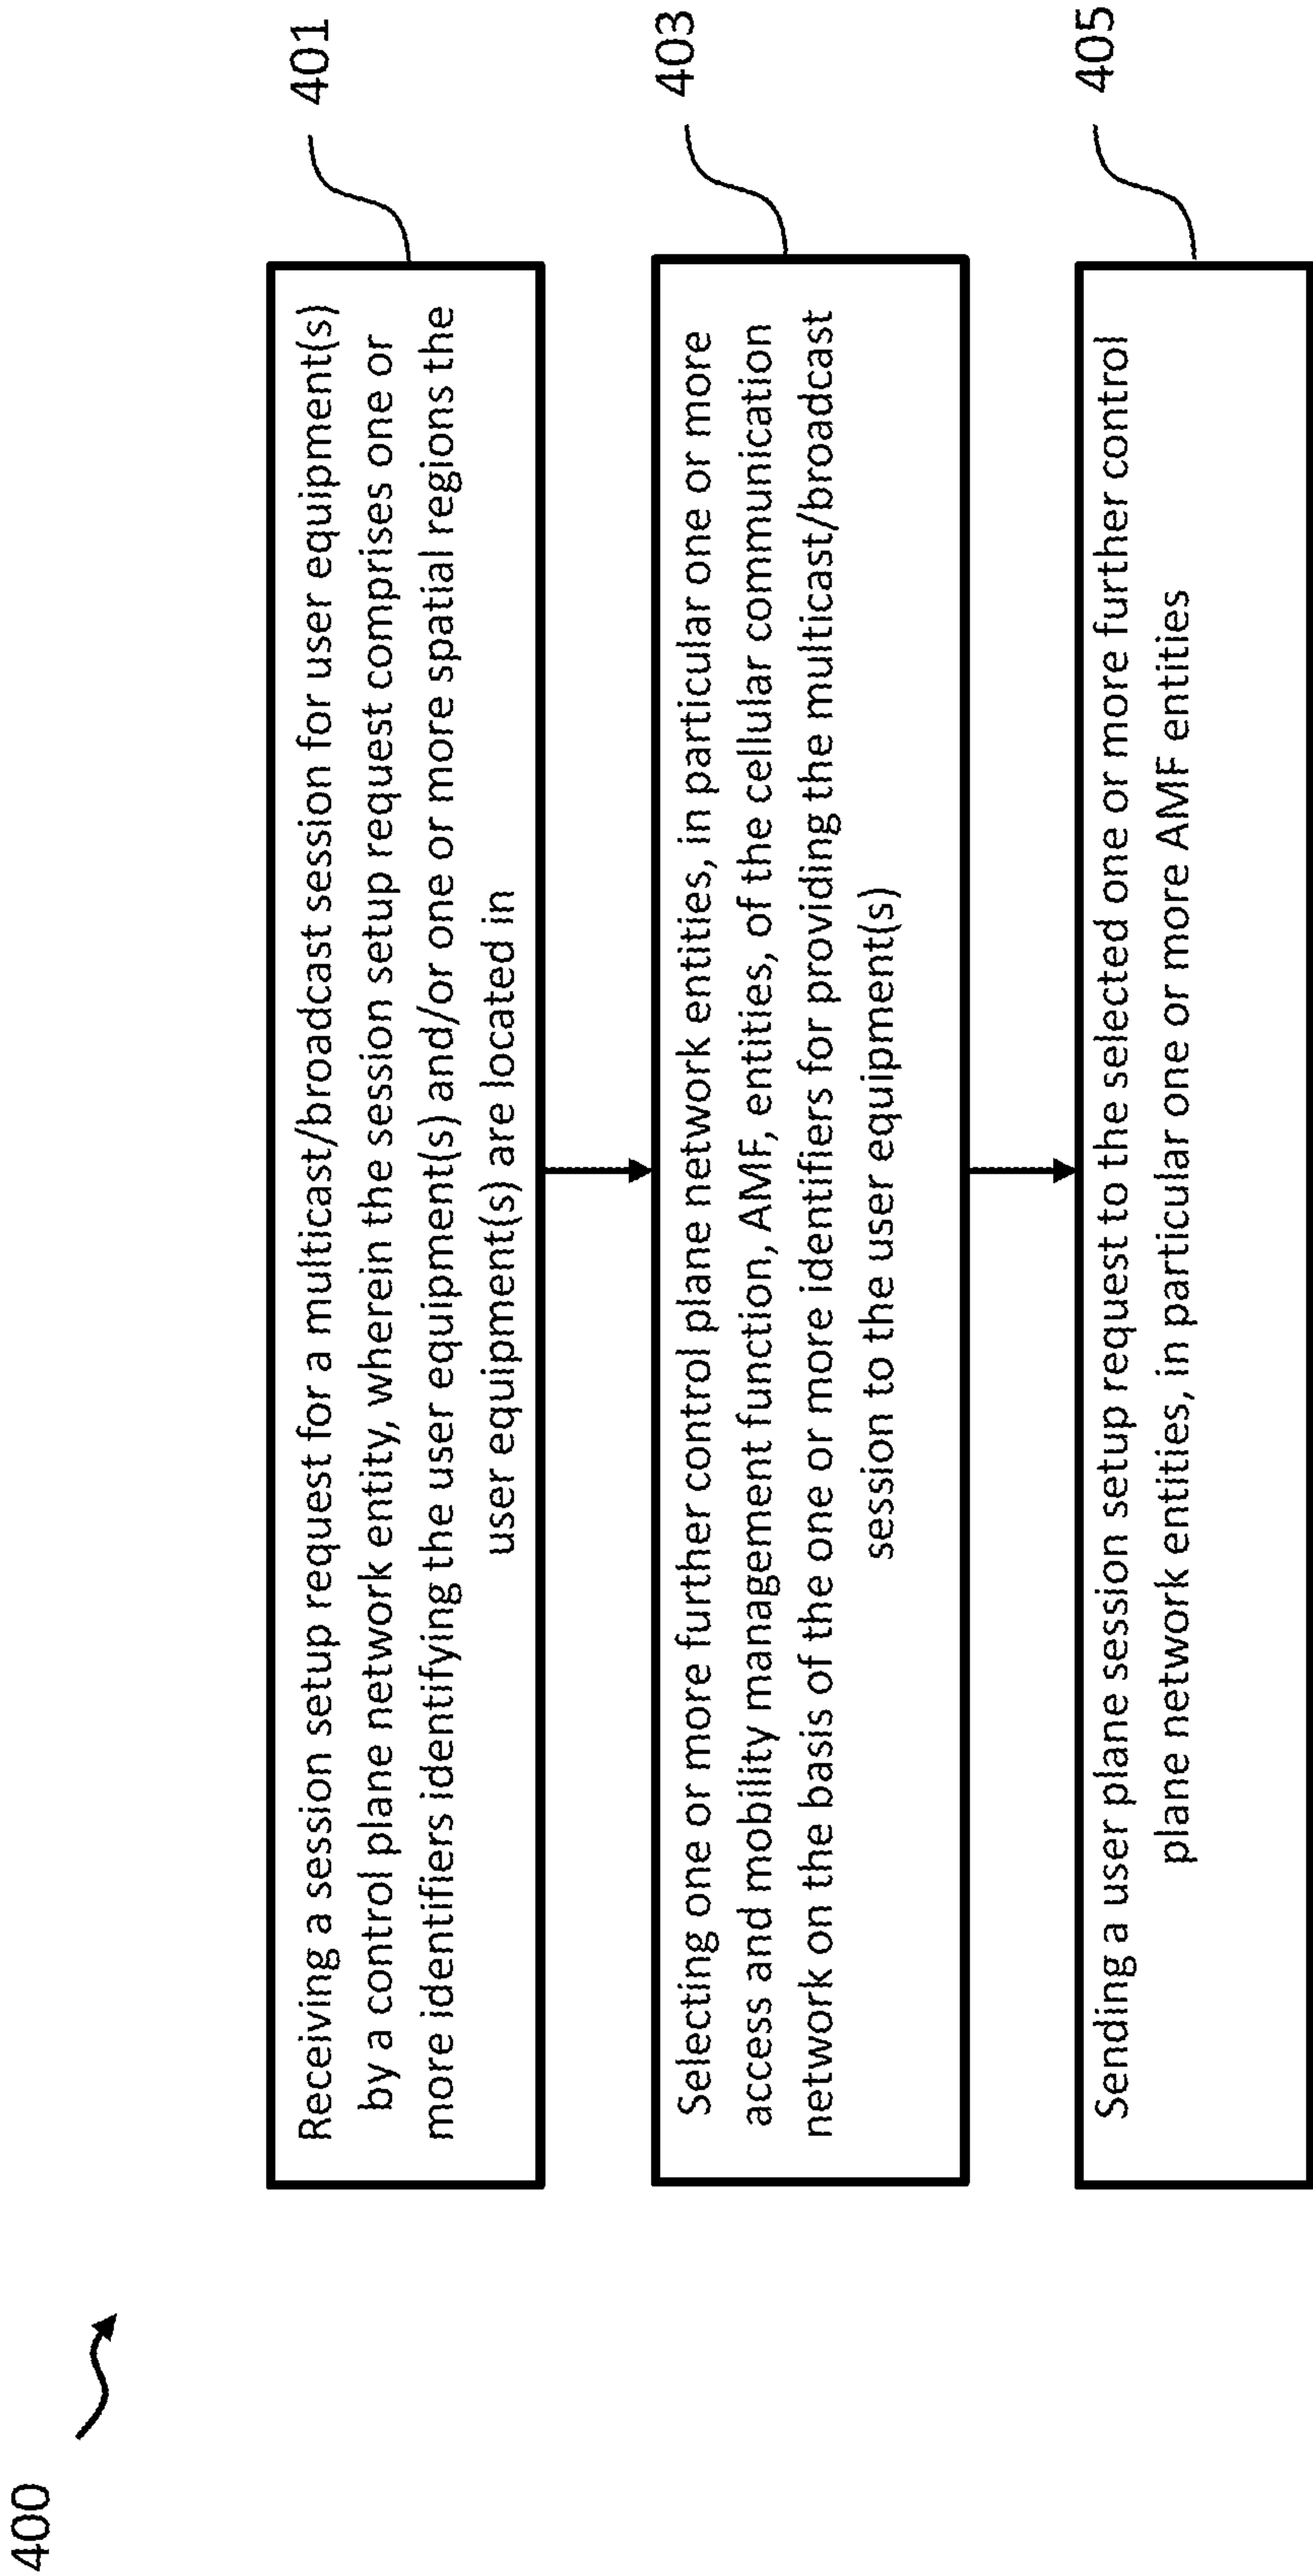 400
Receiving a session setup request for a multicast/broadcast session for user equipment(s)
by a control plane network entity, wherein the session setup request comprises one or
more identifiers identifying the user equipment(s) and/or one or more spatial regions the
user equipment(s) are located in
401
Selecting one or more further control plane network entities, in particular one or more
access and mobility management function, AMF, entities, of the cellular communication
network on the basis of the one or more identifiers for providing the multicast/broadcast
session to the user equipment(s)
403
Sending a user plane session setup request to the selected one or more further control
plane network entities, in particular one or more AMF entities
405